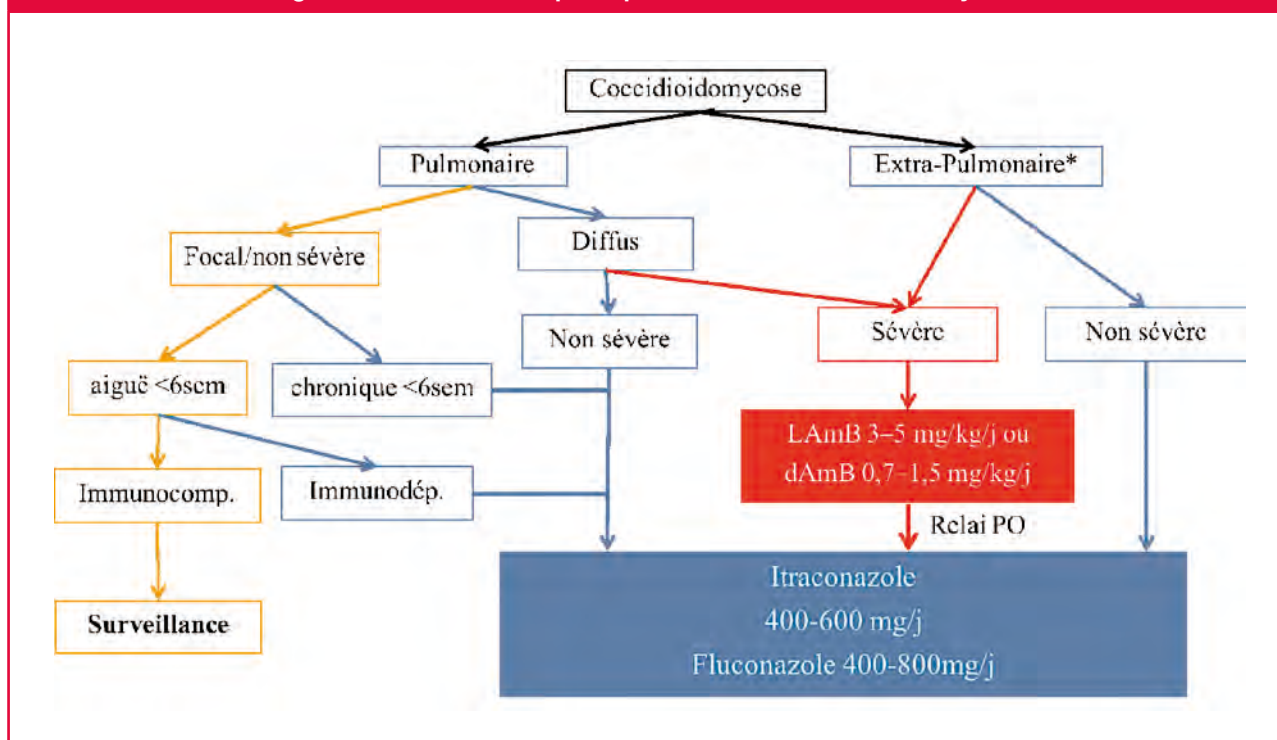 Coccidioidomycose
Pulmonaire
Extra-Pulmonaire*
Focal/non sévère
Diffus
Non sévère
Sévère
Non sévère
aiguë <6sem
chronique <6sem
LAmB 3–5 mg/kg/j ou
dAmB 0,7–1,5 mg/kg/j
Immunocomp.
Immunodép.
Relai PO
Itraconazole
400-600 mg/j
Fluconazole 400-800mg/j
Surveillance